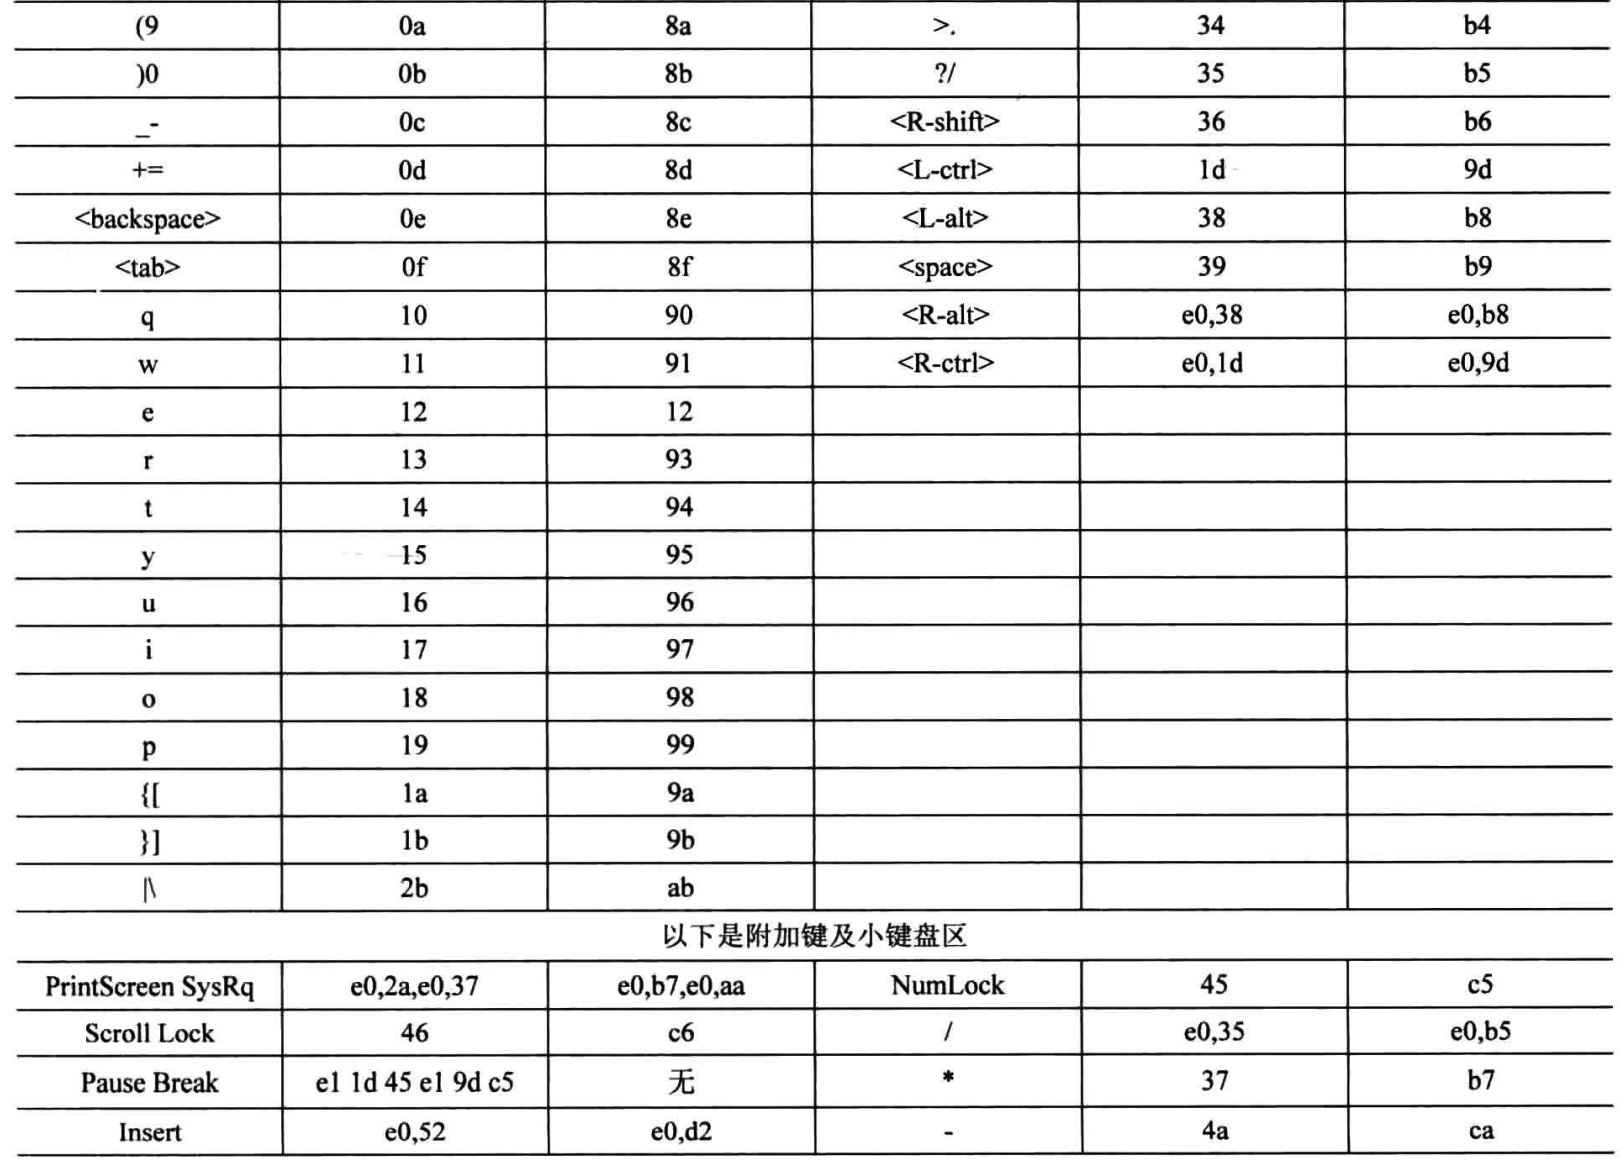 (9 0a 8a >. 34 b4
)0 0b 8b ?/ 35 b5
_- 0c 8c <R-shift> 36 b6
+= 0d 8d <L-ctrl> 1d 9d
<backspace> 0e 8e <L-alt> 38 b8
<tab> 0f 8f <space> 39 b9
q 10 90 <R-alt> e0,38 e0,b8
w 11 91 <R-ctrl> e0,1d e0,9d
e 12 12
r 13 93
t 14 94
y 15 95
u 16 96
i 17 97
o 18 98
p 19 99
{[ 1a 9a
}] 1b 9b
|\ 2b ab
以下是附加键及小键盘区
PrintScreen SysRq e0,2a,e0,37 e0,b7,e0,aa NumLock 45 c5
Scroll Lock 46 c6 / e0,35 e0,b5
Pause Break e1 1d 45 e1 9d c5 无 * 37 b7
Insert e0,52 e0,d2 - 4a ca